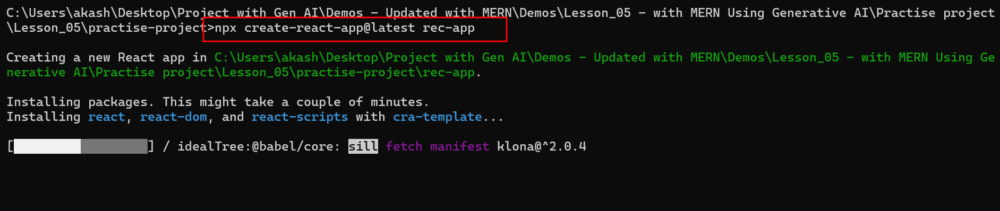 C:\Users\akash\Desktop\Project with Gen AI\Demos - Updated with MERN\Demos\Lesson_05 - with MERN Using Generative AI\Practise project
\Lesson_05\practise-project>npx create-react-app@latest rec-app
Creating a new React app in C:\Users\akash\Desktop\Project with Gen AI\Demos - Updated with MERN\Demos\Lesson_05 - with MERN Using Ge
nerative AI\Practise project\Lesson_05\practise-project\rec-app.
Installing packages. This might take a couple of minutes.
Installing react, react-dom, and react-scripts with cra-template...
[] / idealTree:@babel/core: sill fetch manifest klona@^2.0.4